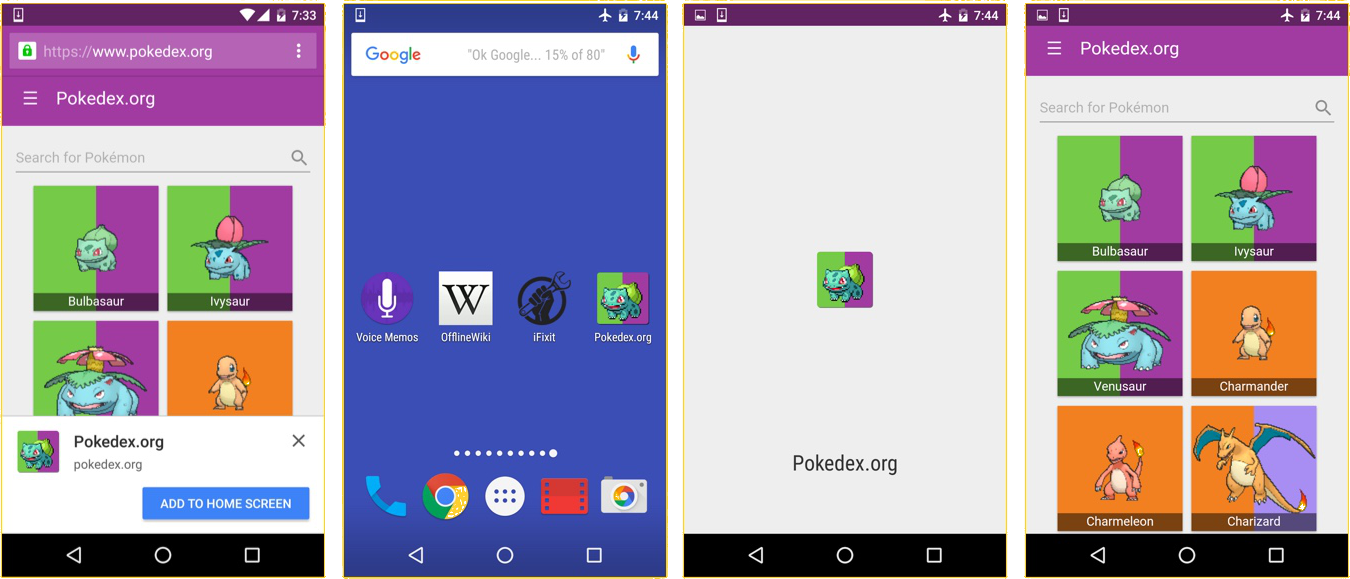 7:33
https://www.pokedex.org
Pokedex.org
Search for Pokémon
Bulbasaur
Ivysaur
Pokedex.org
pokedex.org
ADD TO HOME SCREEN
7:44
Google
"Ok Google... 15% of 80"
Voice Memos
W
OfflineWiki
iFixit
Pokedex.org
7:44
Pokedex.org
7:44
Pokedex.org
Search for Pokémon
Bulbasaur
Ivysaur
Venusaur
Charmander
Charmeleon
Charizard